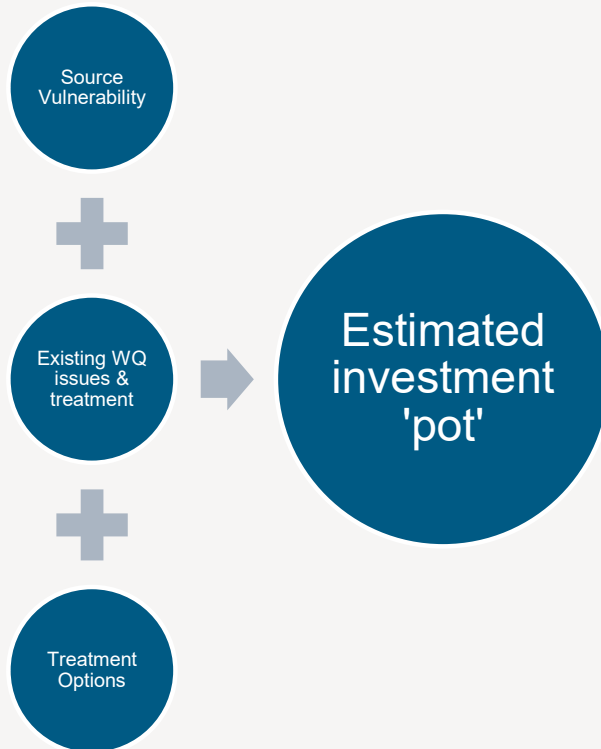 Source
Vulnerability
Existing WQ
issues &
treatment
Treatment
Options
Estimated
investment
'pot'